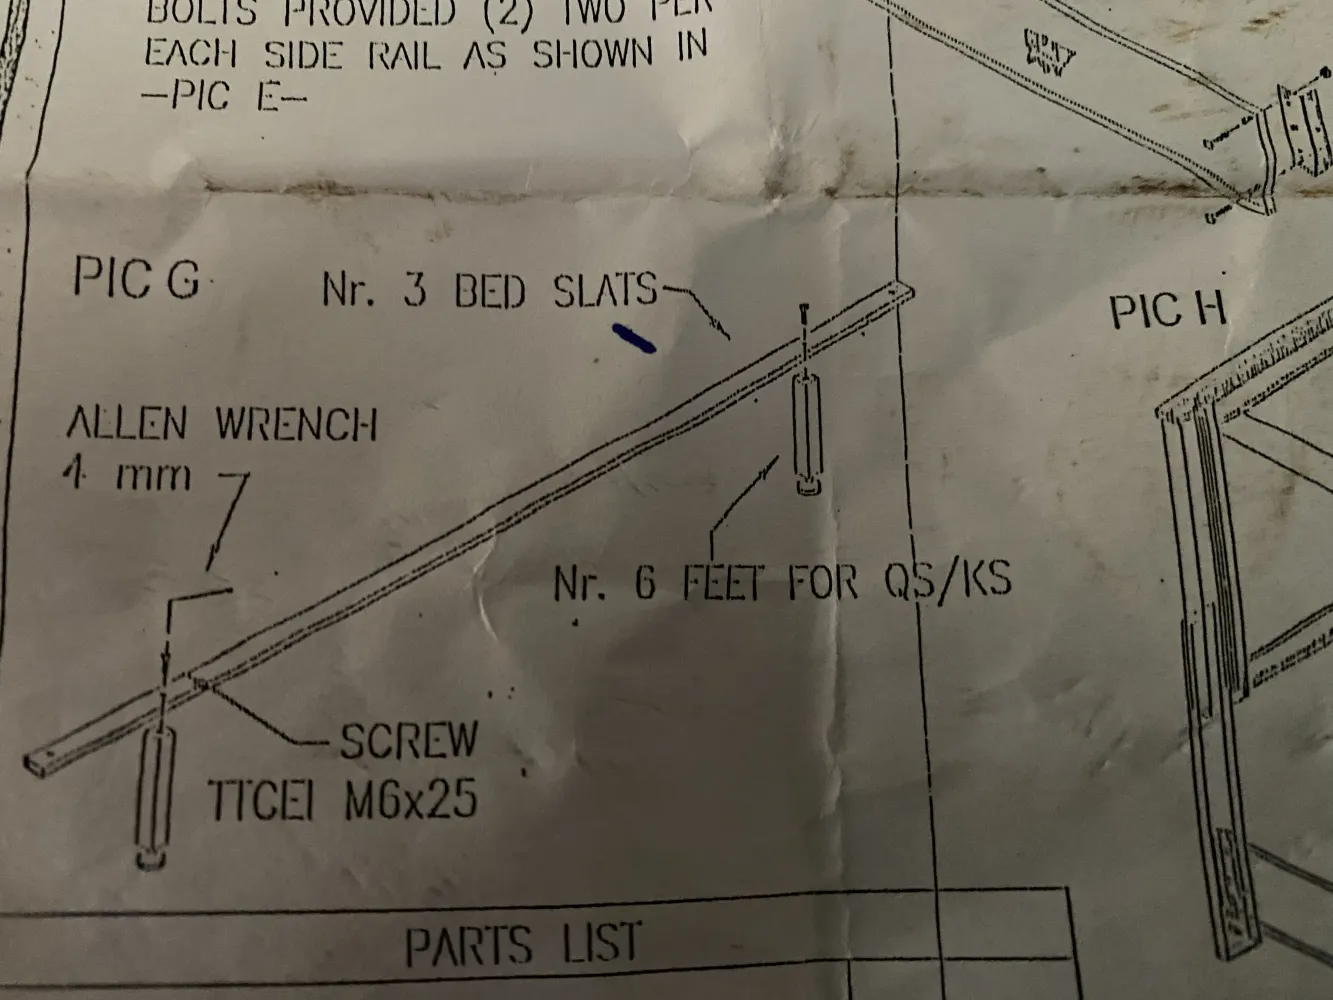 BOLTS PROVIDED (2) TWO PER
EACH SIDE RAIL AS SHOWN IN
—PIC E—
PIC G
Nr. 3 BED SLATS
PIC H
ALLEN WRENCH
4 mm
Nr. 6 FEET FOR QS/KS
SCREW
TTCEI M6x25
PARTS LIST